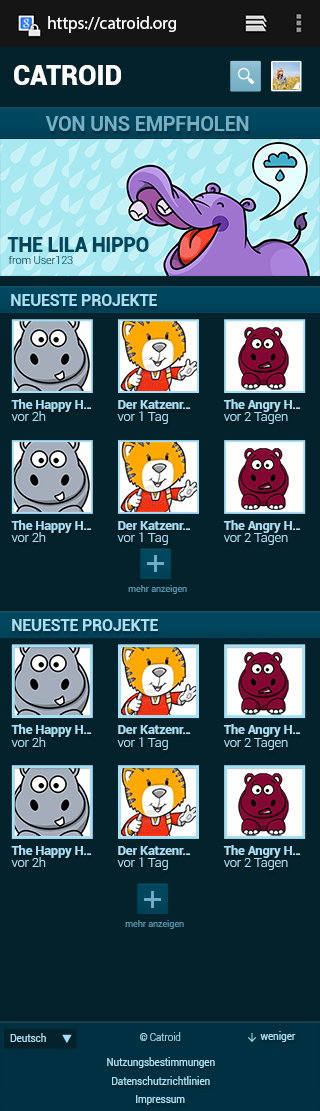 https://catroid.org
CATROID
VON UNS EMPFHOLEN
THE LILA HIPPO
from User123
NEUESTE PROJEKTE
The Happy H... Der Katzenr... The Angry H...
vor 2h vor 1 Tag vor 2 Tagen
The Happy H... Der Katzenr... The Angry H...
vor 2h vor 1 Tag vor 2 Tagen
mehr anzeigen
NEUESTE PROJEKTE
The Happy H... Der Katzenr... The Angry H...
vor 2h vor 1 Tag vor 2 Tagen
The Happy H... Der Katzenr... The Angry H...
vor 2h vor 1 Tag vor 2 Tagen
mehr anzeigen
Deutsch © Catroid weniger
Nutzungsbestimmungen
Datenschutzrichtlinien
Impressum